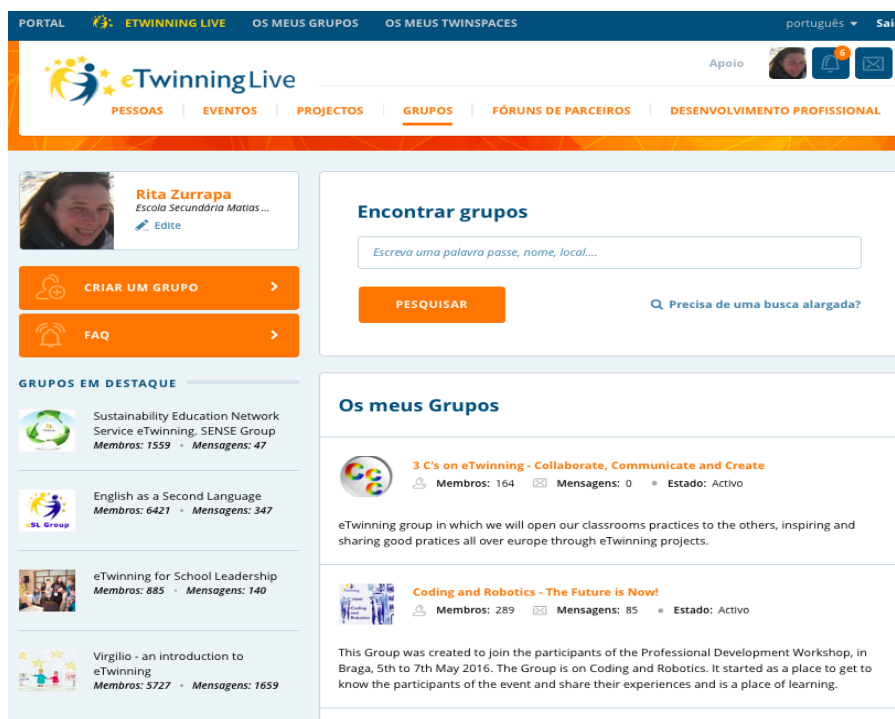 PORTAL ETWINNING LIVE OS MEUS GRUPOS OS MEUS TWINSPACES português Sai
Apoio 6
eTwinning Live
PESSOAS EVENTOS PROJECTOS GRUPOS FÓRUNS DE PARCEIROS DESENVOLVIMENTO PROFISSIONAL
Rita Zurrapa
Escola Secundária Matias ...
Edite
CRIAR UM GRUPO
FAQ
GRUPOS EM DESTAQUE
Sustainability Education Network
Service eTwinning. SENSE Group
Membros: 1559 • Mensagens: 47
English as a Second Language
Membros: 6421 • Mensagens: 347
eSL Group
eTwinning for School Leadership
Membros: 885 • Mensagens: 140
Virgilio - an introduction to
eTwinning
Membros: 5727 • Mensagens: 1659
Encontrar grupos
Escreva uma palavra passe, nome, local....
PESQUISAR
Precisa de uma busca alargada?
Os meus Grupos
CCC
3 C's on eTwinning - Collaborate, Communicate and Create
Membros: 164 Mensagens: 0 • Estado: Activo
eTwinning group in which we will open our classrooms practices to the others, inspiring and
sharing good pratices all over europe through eTwinning projects.
Coding and Robotics - The Future is Now!
Membros: 289 Mensagens: 85 • Estado: Activo
Coding
and
Robotics
This Group was created to join the participants of the Professional Development Workshop, in
Braga, 5th to 7th May 2016. The Group is on Coding and Robotics. It started as a place to get to
know the participants of the event and share their experiences and is a place of learning.